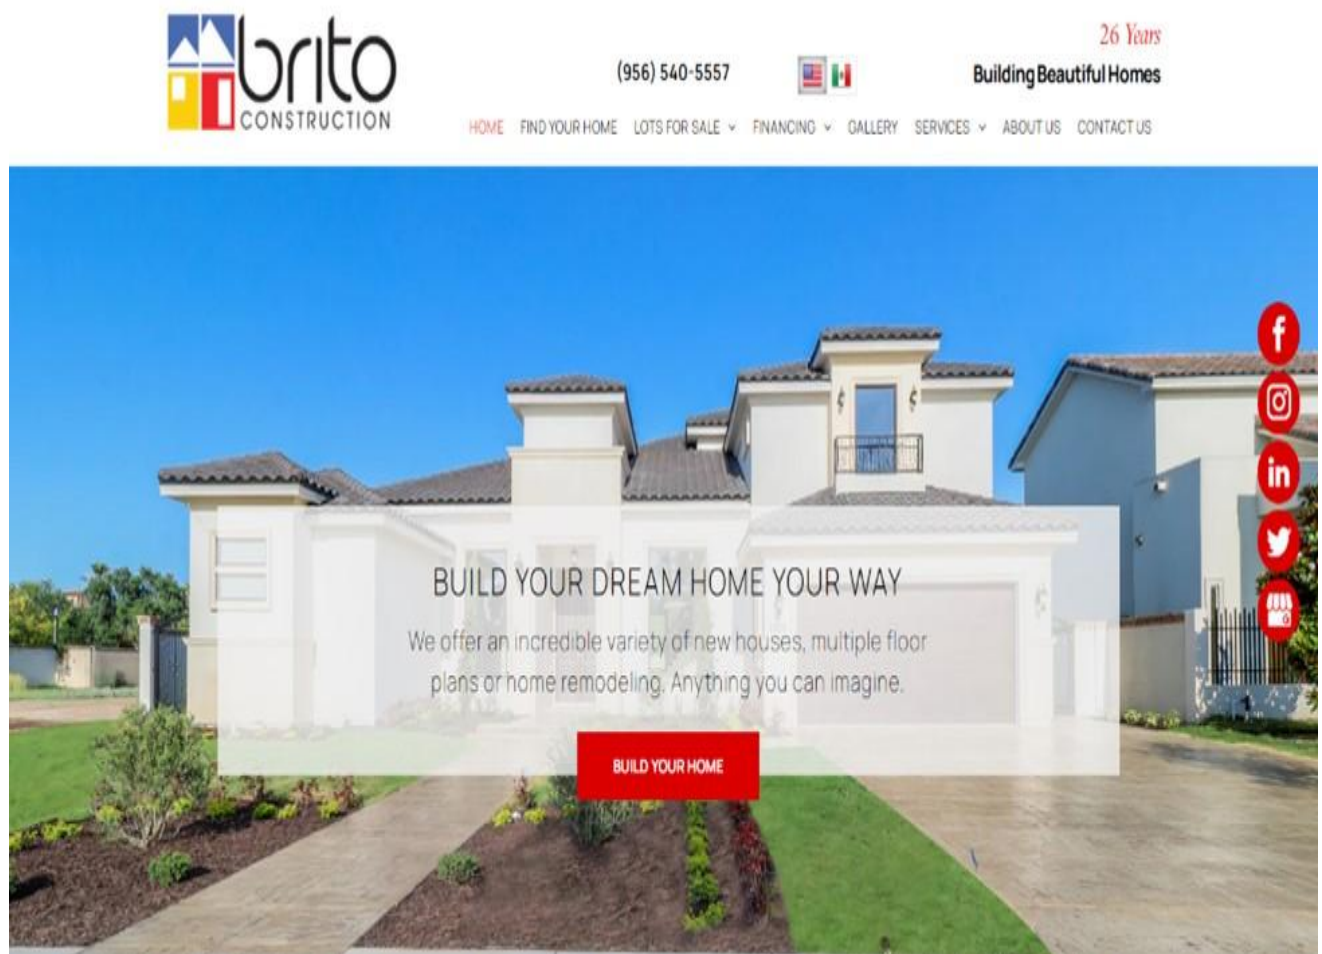 brito
CONSTRUCTION
(956) 540-5557
26 Years
Building Beautiful Homes
HOME FIND YOUR HOME LOTS FOR SALE FINANCING GALLERY SERVICES ABOUT US CONTACT US
BUILD YOUR DREAM HOME YOUR WAY
We offer an incredible variety of new houses, multiple floor
plans or home remodeling. Anything you can imagine.
BUILD YOUR HOME